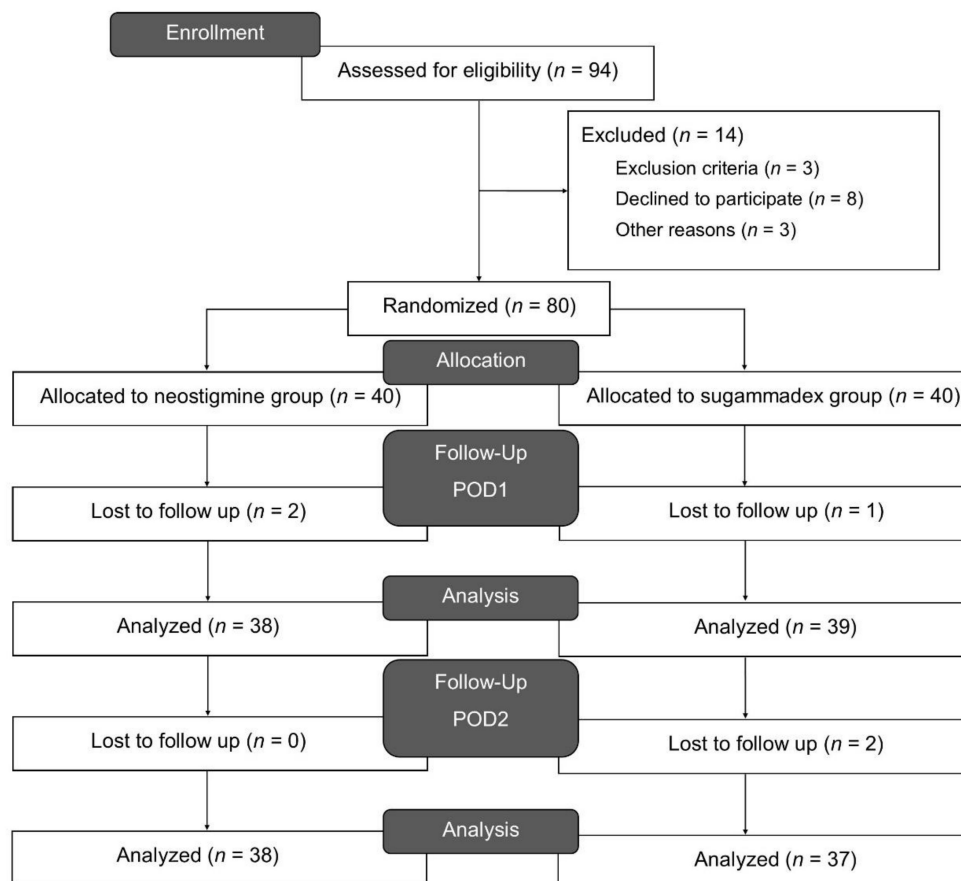 Enrollment
Assessed for eligibility (n = 94)
Excluded (n = 14)
Exclusion criteria (n = 3)
Declined to participate (n = 8)
Other reasons (n = 3)
Randomized (n = 80)
Allocation
Allocated to neostigmine group (n = 40)
Allocated to sugammadex group (n = 40)
Follow-Up
POD1
Lost to follow up (n = 2)
Lost to follow up (n = 1)
Analysis
Analyzed (n = 38)
Analyzed (n = 39)
Follow-Up
POD2
Lost to follow up (n = 0)
Lost to follow up (n = 2)
Analysis
Analyzed (n = 38)
Analyzed (n = 37)